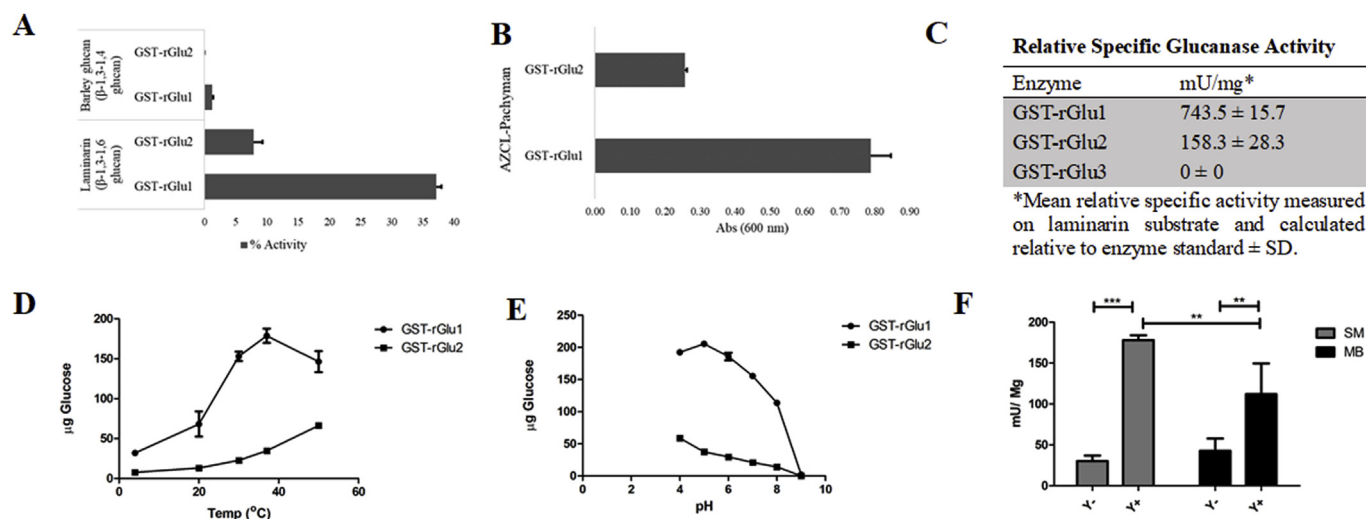 A
Barley glucan
(β-1,3-1,4
glucan)
GST-rGlu2
GST-rGlu1
Laminarin
(β-1,3-1,6
glucan)
GST-rGlu2
GST-rGlu1
0 5 10 15 20 25 30 35 40
% Activity
B
AZCL-Pachyman
GST-rGlu2
GST-rGlu1
0.00 0.10 0.20 0.30 0.40 0.50 0.60 0.70 0.80 0.90
Abs (600 nm)
C
Relative Specific Glucanase Activity
Enzyme mU/mg*
GST-rGlu1 743.5 ± 15.7
GST-rGlu2 158.3 ± 28.3
GST-rGlu3 0 ± 0
*Mean relative specific activity measured
on laminarin substrate and calculated
relative to enzyme standard ± SD.
D
200
150
100
50
0
µg Glucose
0 20 40 60
Temp (°C)
GST-rGlu1
GST-rGlu2
E
250
200
150
100
50
0
µg Glucose
0 2 4 6 8 10
pH
GST-rGlu1
GST-rGlu2
F
200
150
100
50
0
mU/ Mg
***
**
**
Y- Y+ Y- Y+
SM
MB